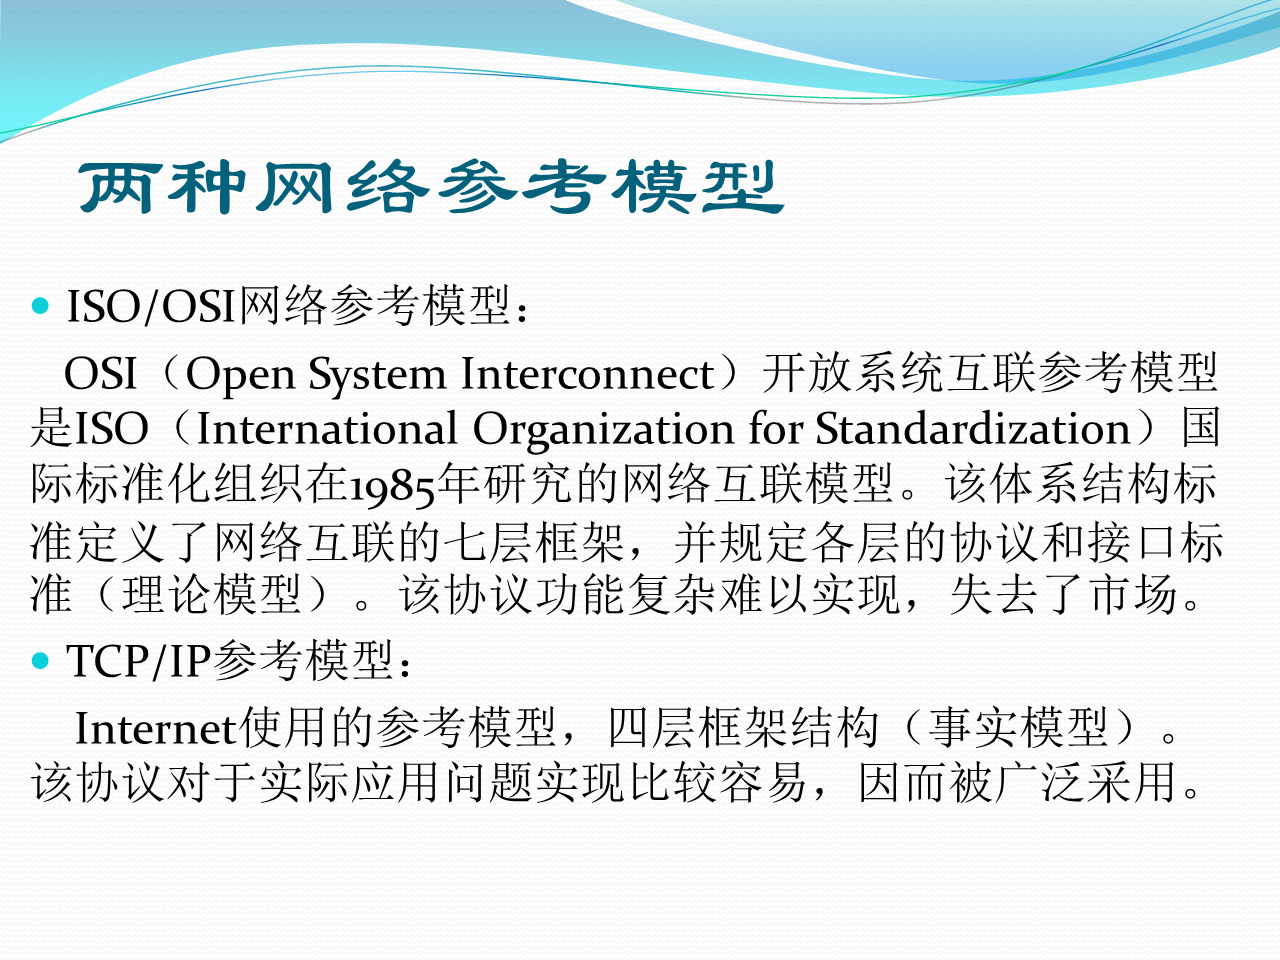 两种网络参考模型
• ISO/OSI网络参考模型：
OSI（Open System Interconnect）开放系统互联参考模型
是ISO（International Organization for Standardization）国
际标准化组织在1985年研究的网络互联模型。该体系结构标
准定义了网络互联的七层框架，并规定各层的协议和接口标
准（理论模型）。该协议功能复杂难以实现，失去了市场。
• TCP/IP参考模型：
Internet使用的参考模型，四层框架结构（事实模型）。
该协议对于实际应用问题实现比较容易，因而被广泛采用。